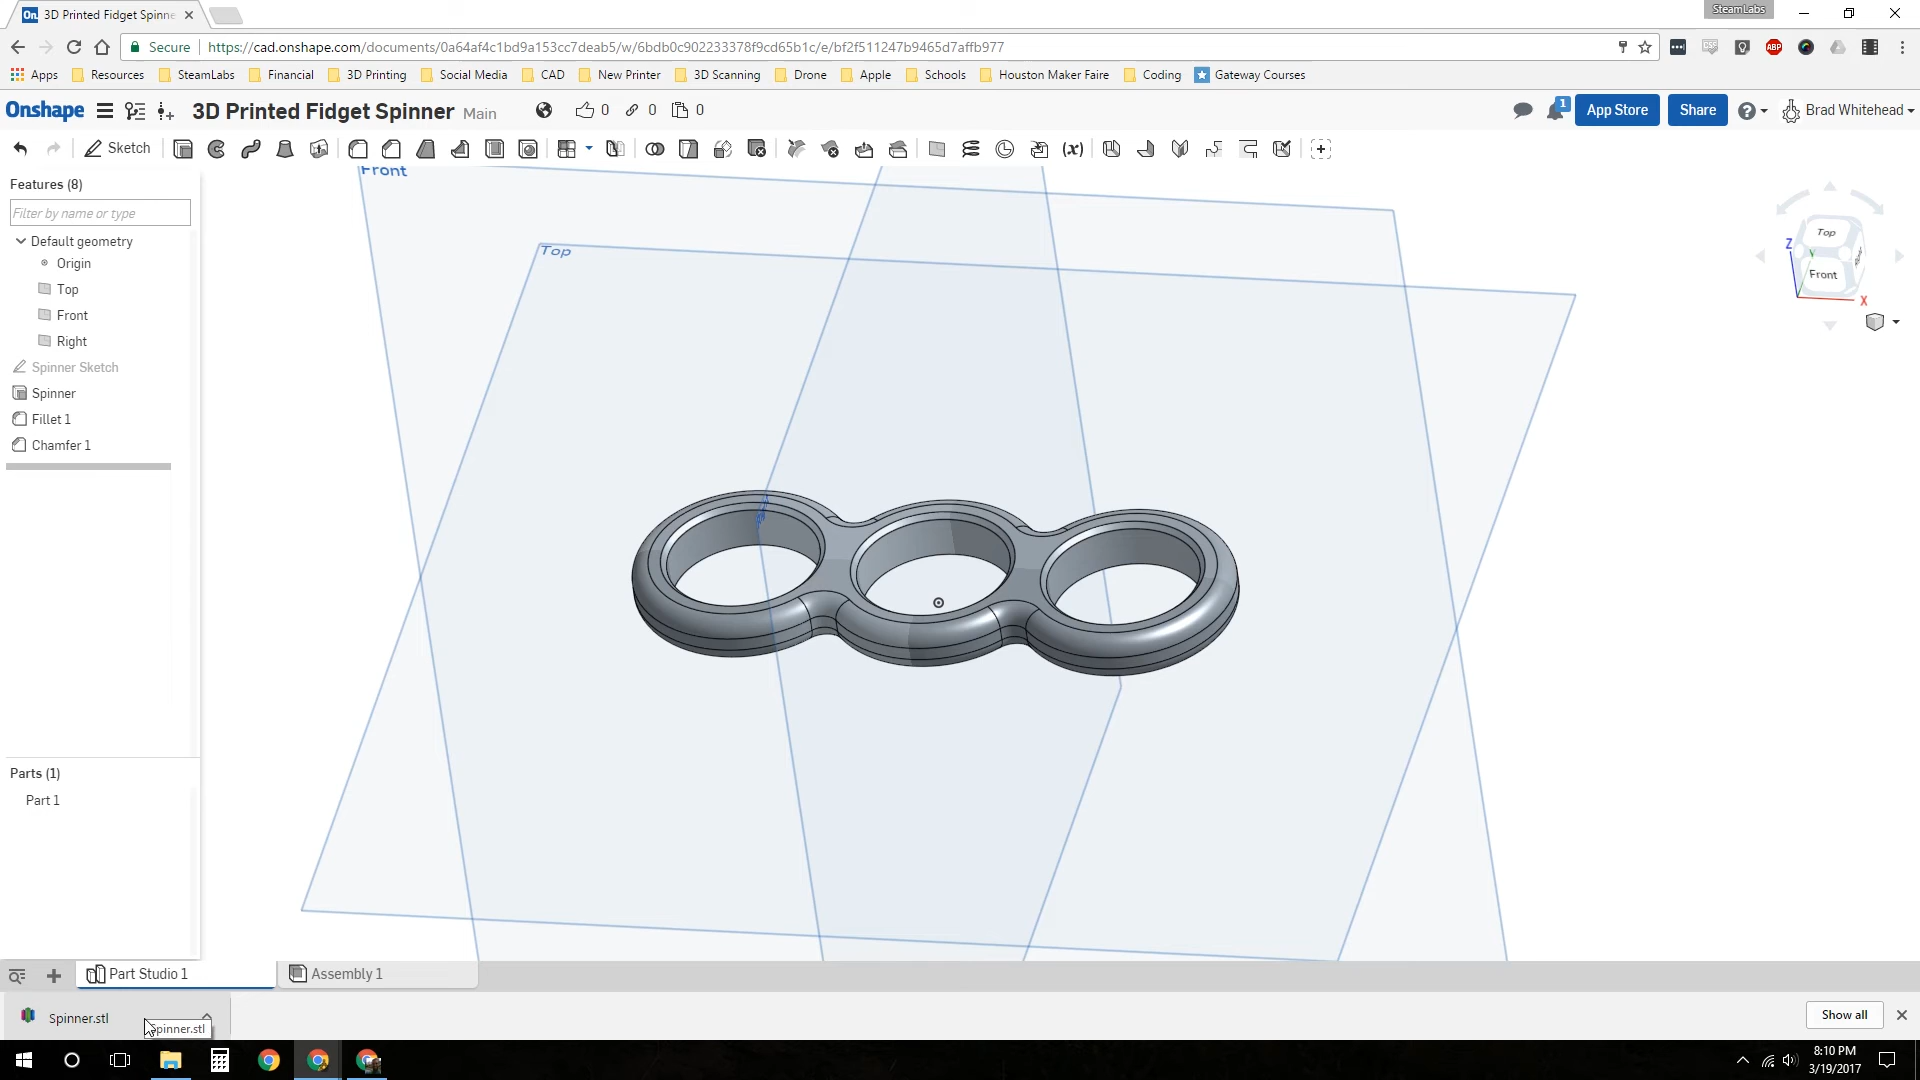 SteamLabs
On 3D Printed Fidget Spinne
Secure https://cad.onshape.com/documents/0a64af4c1bd9a153cc7deab5/w/6bdb0c902233378f9cd65b1c/e/bf2f511247b9465d7affb977
ABP
Apps Resources SteamLabs Financial 3D Printing Social Media CAD New Printer 3D Scanning Drone Apple Schools Houston Maker Faire Coding Gateway Courses
Onshape 3D Printed Fidget Spinner Main 0 0 0 1 App Store Share Brad Whitehead
Sketch (x)
Features (8)
Filter by name or type
Default geometry
Origin
Top
Front
Right
Spinner Sketch
Spinner
Fillet 1
Chamfer 1
Front
Top
Top
Front
Z
Y
X
Parts (1)
Part 1
Part Studio 1 Assembly 1
Spinner.stl
Spinner.stl
Show all
8:10 PM
3/19/2017